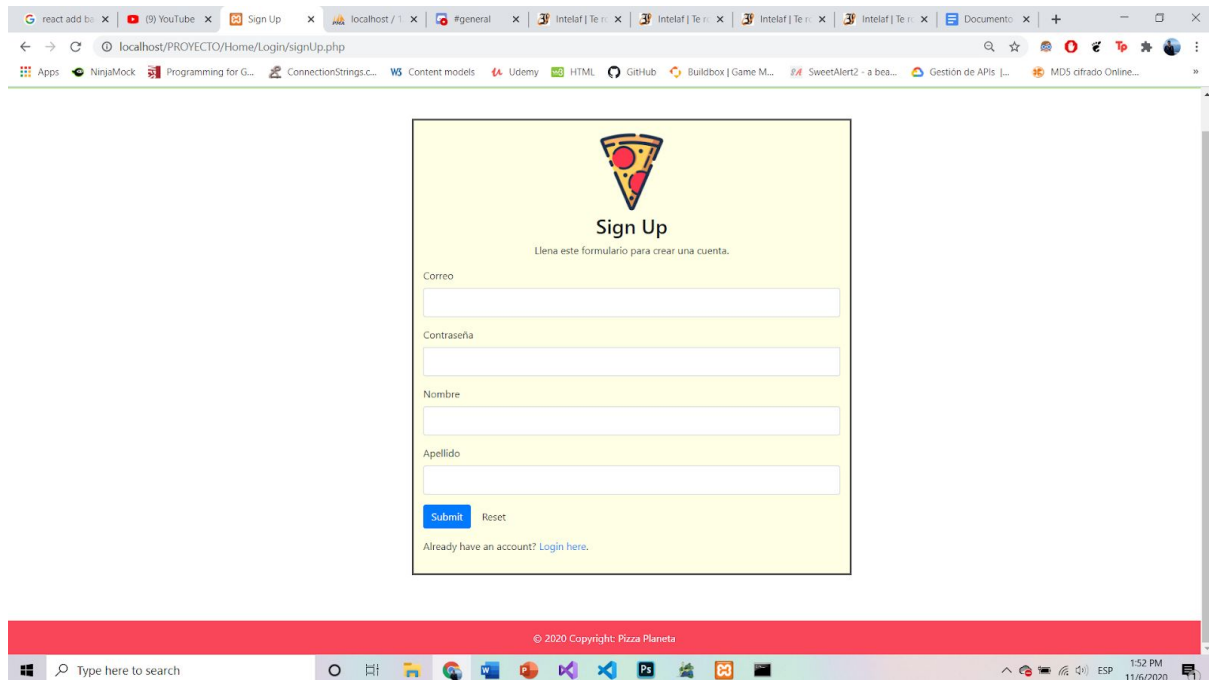 react add ba
(9) YouTube
Sign Up
localhost / 1
#general
Intelaf | Te r
Intelaf | Te r
Intelaf | Te r
Intelaf | Te r
Documento
localhost/PROYECTO/Home/Login/signUp.php
Apps
NinjaMock
Programming for G...
ConnectionStrings.c...
W3 Content models
Udemy
HTML
GitHub
Buildbox | Game M...
SweetAlert2 - a bea...
Gestión de APIs |...
MD5 cifrado Online...
Sign Up
Llena este formulario para crear una cuenta.
Correo
Contraseña
Nombre
Apellido
Submit Reset
Already have an account? Login here.
© 2020 Copyright: Pizza Planeta
Type here to search
ESP
1:52 PM
11/6/2020